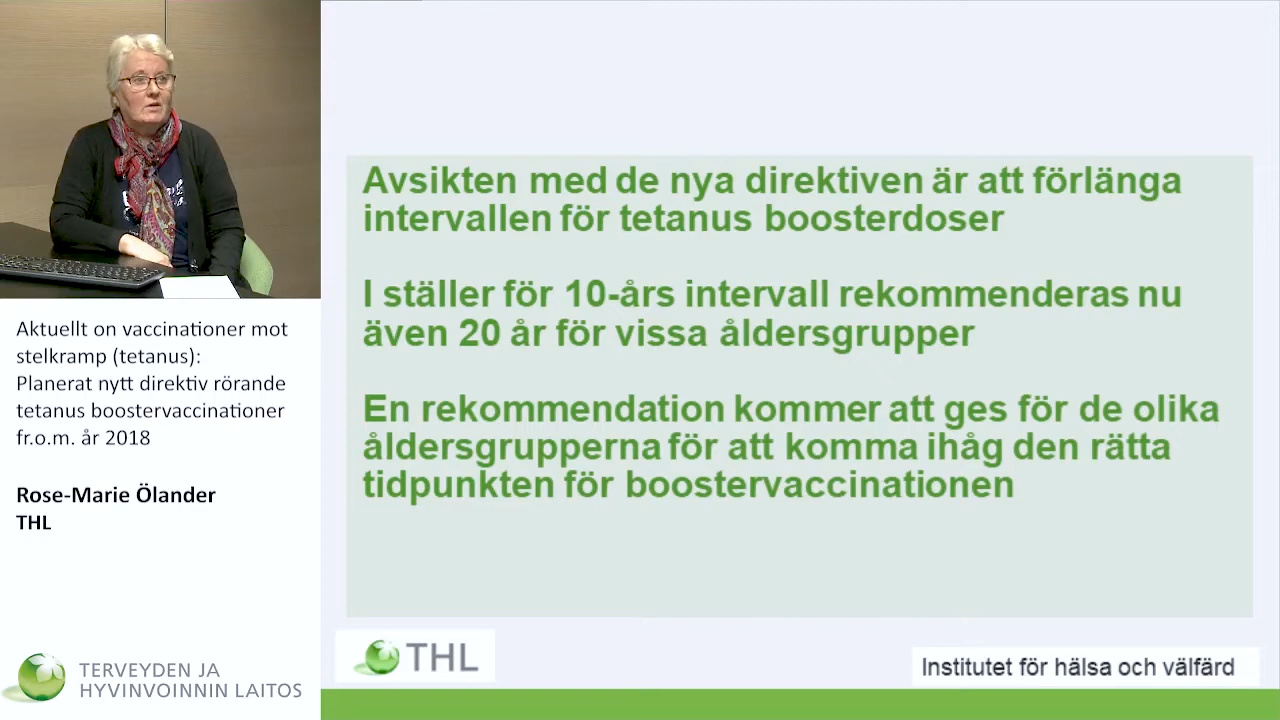 Aktuellt on vaccinationer mot
stelkramp (tetanus):
Planerat nytt direktiv rörande
tetanus boostervaccinationer
fr.o.m. år 2018
Rose-Marie Ölander
THL
TERVEYDEN JA
HYVINVOINNIN LAITOS
Avsikten med de nya direktiven är att förlänga
intervallen för tetanus boosterdoser
I ställer för 10-års intervall rekommenderas nu
även 20 år för vissa åldersgrupper
En rekommendation kommer att ges för de olika
åldersgrupperna för att komma ihåg den rätta
tidpunkten för boostervaccinationen
THL
Institutet för hälsa och välfärd